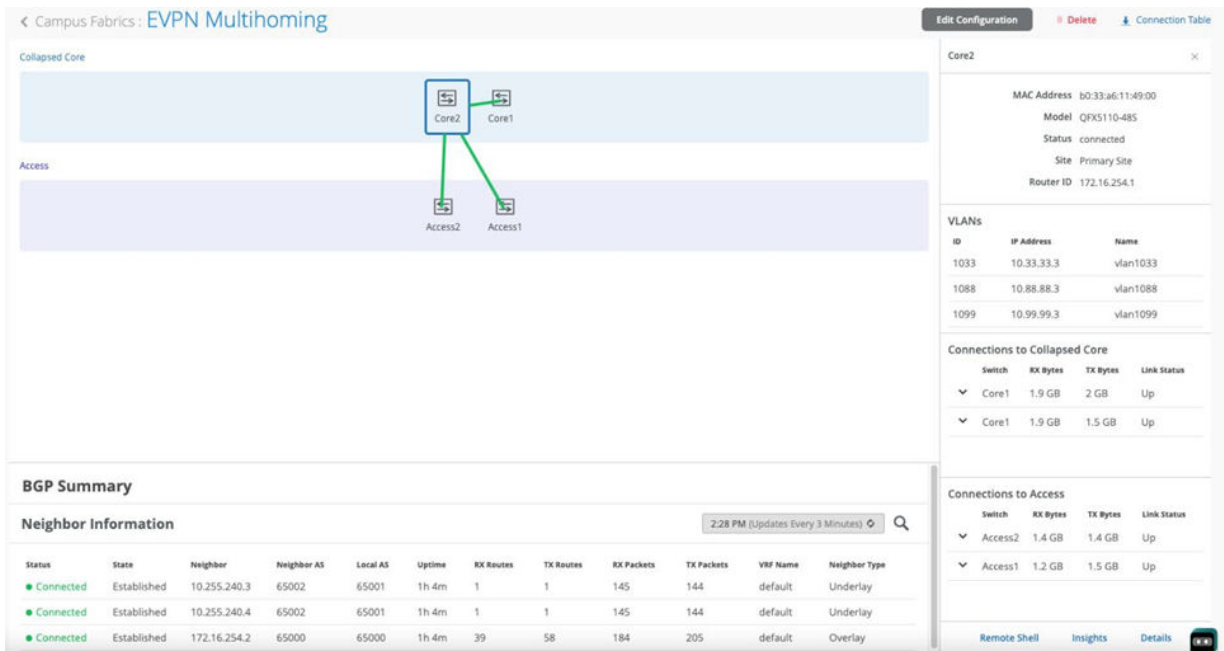 Campus Fabrics : EVPN Multihoming
Edit Configuration
Delete
Connection Table
Collapsed Core
Core2
Core1
Access
Access2
Access1
Core2
MAC Address b0:33:a6:11:49:00
Model QFX5110-48S
Status connected
Site Primary Site
Router ID 172.16.254.1
VLANs
ID IP Address Name
1033 10.33.33.3 vlan1033
1088 10.88.88.3 vlan1088
1099 10.99.99.3 vlan1099
Connections to Collapsed Core
Switch RX Bytes TX Bytes Link Status
Core1 1.9 GB 2 GB Up
Core1 1.9 GB 1.5 GB Up
Connections to Access
Switch RX Bytes TX Bytes Link Status
Access2 1.4 GB 1.4 GB Up
Access1 1.2 GB 1.5 GB Up
Remote Shell Insights Details
BGP Summary
Neighbor Information
2:28 PM (Updates Every 3 Minutes)
Status State Neighbor Neighbor AS Local AS Uptime RX Routes TX Routes RX Packets TX Packets VRF Name Neighbor Type
Connected Established 10.255.240.3 65002 65001 1h 4m 1 1 145 144 default Underlay
Connected Established 10.255.240.4 65002 65001 1h 4m 1 1 145 144 default Underlay
Connected Established 172.16.254.2 65000 65000 1h 4m 39 58 184 205 default Overlay